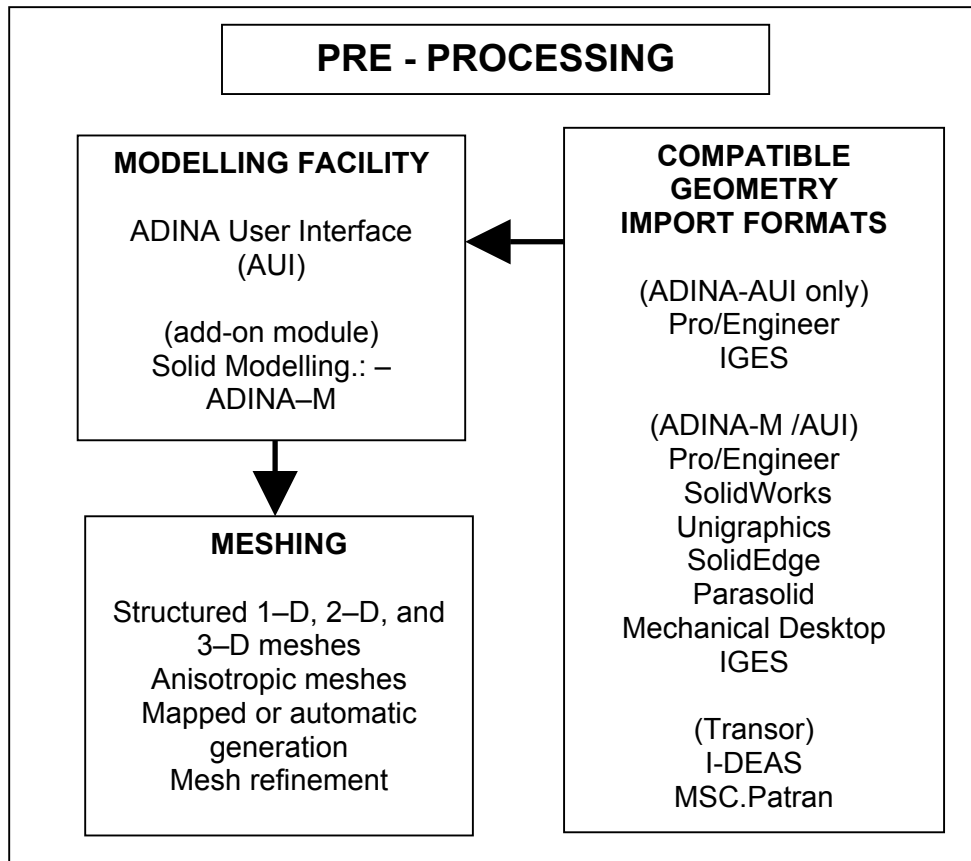 PRE - PROCESSING
MODELLING FACILITY
ADINA User Interface
(AUI)
(add-on module)
Solid Modelling.: –
ADINA–M
MESHING
Structured 1–D, 2–D, and
3–D meshes
Anisotropic meshes
Mapped or automatic
generation
Mesh refinement
COMPATIBLE
GEOMETRY
IMPORT FORMATS
(ADINA-AUI only)
Pro/Engineer
IGES
(ADINA-M /AUI)
Pro/Engineer
SolidWorks
Unigraphics
SolidEdge
Parasolid
Mechanical Desktop
IGES
(Transor)
I-DEAS
MSC.Patran